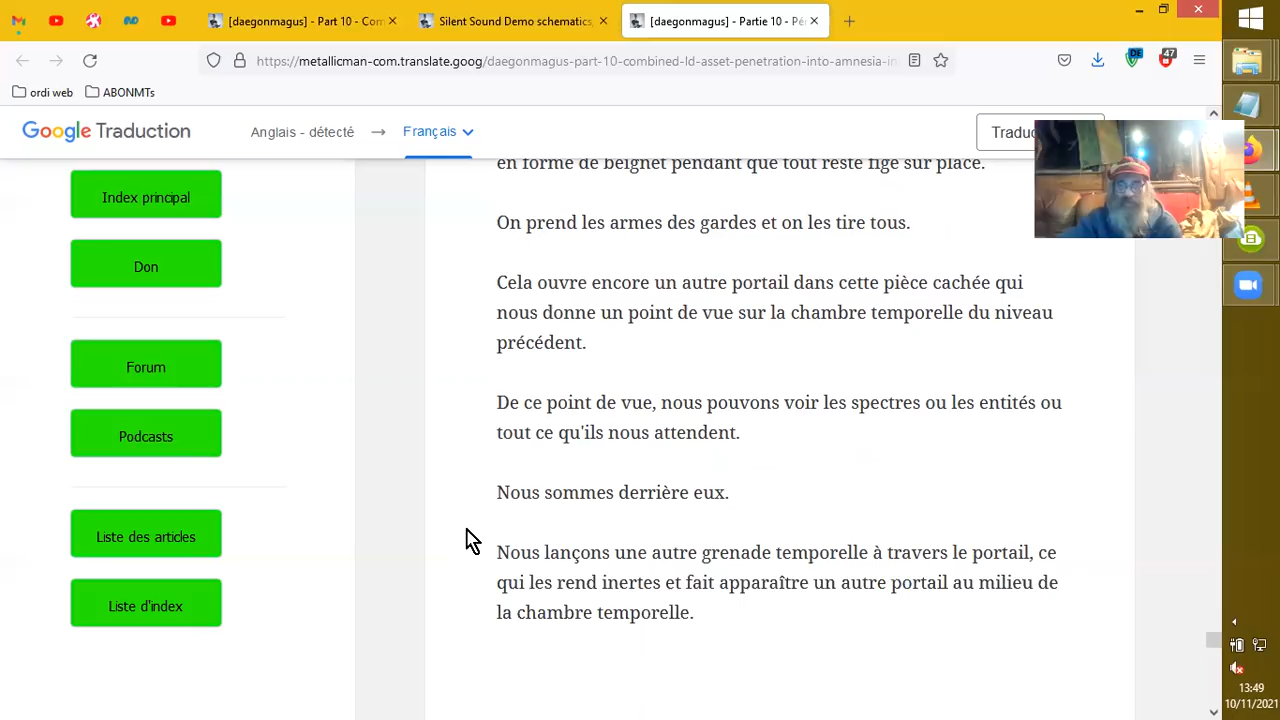 [daegonmagus] - Part 10 - Con
Silent Sound Demo schematics,
[daegonmagus] - Partie 10 - Pé
https://metallicman-com.translate.goog/daegonmagus-part-10-combined-ld-asset-penetration-into-amnesia-in
DE
47
ordi web
ABONMTs
Google Traduction
Anglais - détecté
Français
Traduc
en forme de beignet pendant que tout reste figé sur place.
Index principal
On prend les armes des gardes et on les tire tous.
Don
Cela ouvre encore un autre portail dans cette pièce cachée qui
nous donne un point de vue sur la chambre temporelle du niveau
précédent.
Forum
De ce point de vue, nous pouvons voir les spectres ou les entités ou
tout ce qu'ils nous attendent.
Podcasts
Nous sommes derrière eux.
Liste des articles
Nous lançons une autre grenade temporelle à travers le portail, ce
qui les rend inertes et fait apparaître un autre portail au milieu de
la chambre temporelle.
Liste d'index
13:49
10/11/2021